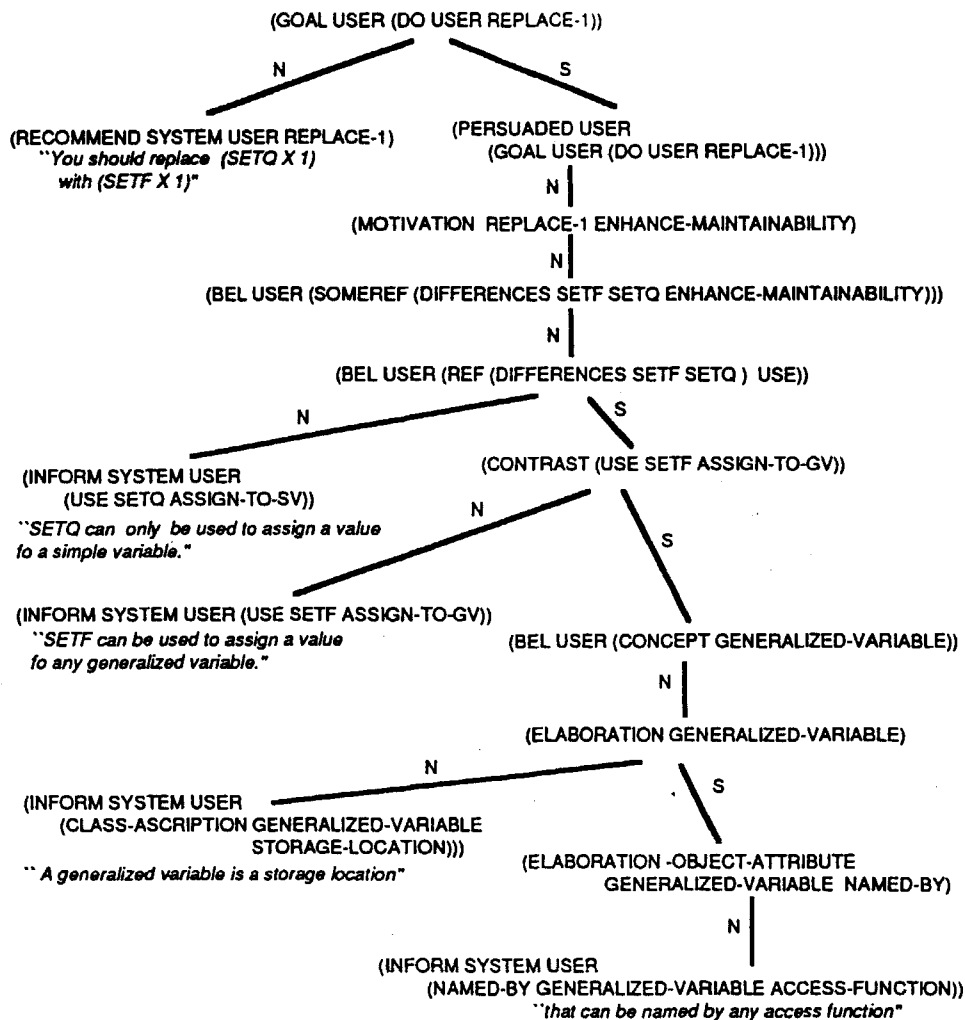 (GOAL USER (DO USER REPLACE-1))
N
S
(RECOMMEND SYSTEM USER REPLACE-1)
``You should replace (SETQ X 1)
with (SETF X 1)"
(PERSUADED USER
(GOAL USER (DO USER REPLACE-1)))
N
(MOTIVATION REPLACE-1 ENHANCE-MAINTAINABILITY)
N
(BEL USER (SOMEREF (DIFFERENCES SETF SETQ ENHANCE-MAINTAINABILITY)))
N
(BEL USER (REF (DIFFERENCES SETF SETQ ) USE))
N
S
(INFORM SYSTEM USER
(USE SETQ ASSIGN-TO-SV))
``SETQ can only be used to assign a value
fo a simple variable."
(CONTRAST (USE SETF ASSIGN-TO-GV))
N
S
(INFORM SYSTEM USER (USE SETF ASSIGN-TO-GV))
``SETF can be used to assign a value
fo any generalized variable."
(BEL USER (CONCEPT GENERALIZED-VARIABLE))
N
(ELABORATION GENERALIZED-VARIABLE)
N
S
(INFORM SYSTEM USER
(CLASS-ASCRIPTION GENERALIZED-VARIABLE
STORAGE-LOCATION)))
`` A generalized variable is a storage location"
(ELABORATION -OBJECT-ATTRIBUTE
GENERALIZED-VARIABLE NAMED-BY)
N
(INFORM SYSTEM USER
(NAMED-BY GENERALIZED-VARIABLE ACCESS-FUNCTION))
``that can be named by any access function"